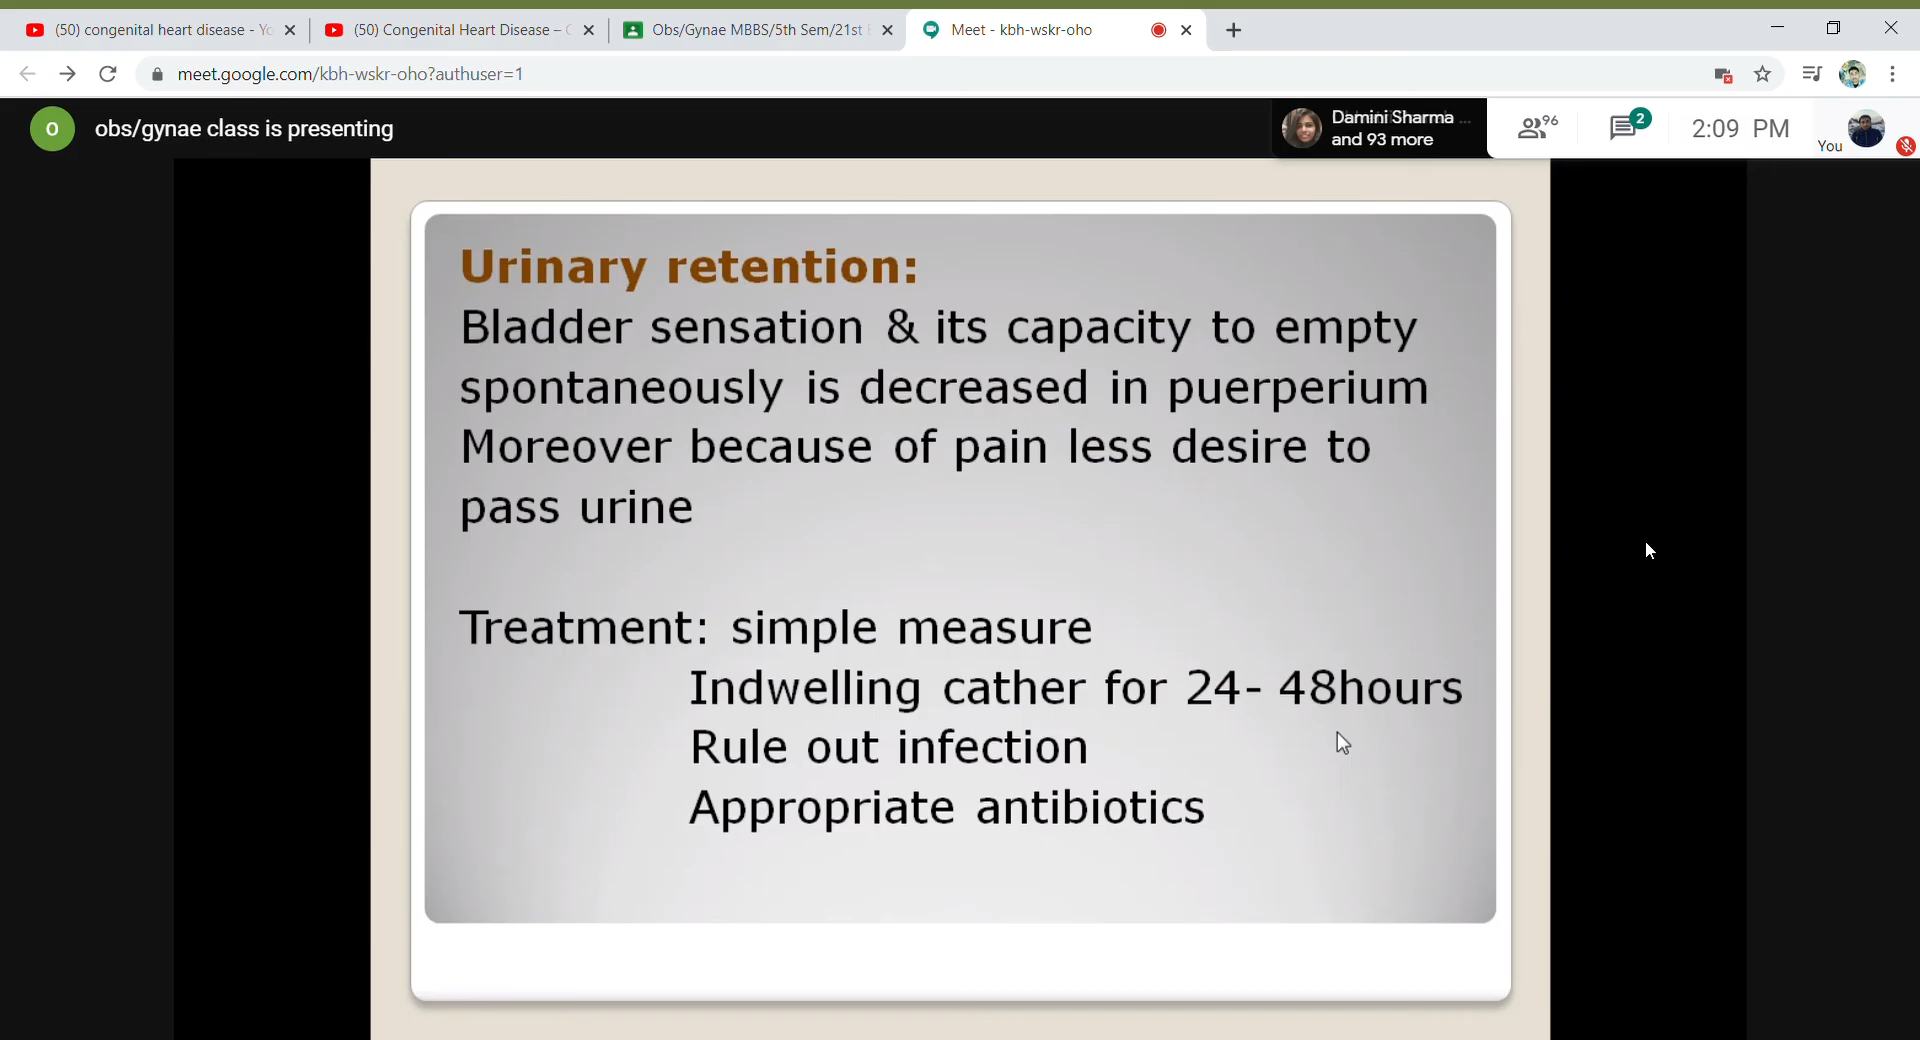 (50) congenital heart disease - Yo
(50) Congenital Heart Disease –
Obs/Gynae MBBS/5th Sem/21st
Meet - kbh-wskr-oho
meet.google.com/kbh-wskr-oho?authuser=1
O
obs/gynae class is presenting
Damini Sharma ...
and 93 more
96
2
2:09 PM
You
Urinary retention:
Bladder sensation & its capacity to empty
spontaneously is decreased in puerperium
Moreover because of pain less desire to
pass urine
Treatment: simple measure
Indwelling cather for 24- 48hours
Rule out infection
Appropriate antibiotics